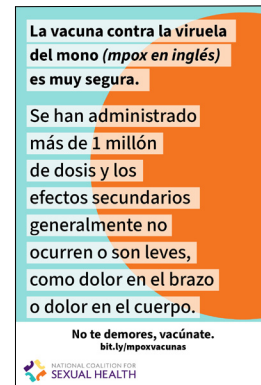 La vacuna contra la viruela
del mono (mpox en inglés)
es muy segura.
Se han administrado
más de 1 millón
de dosis y los
efectos secundarios
generalmente no
ocurren o son leves,
como dolor en el brazo
o dolor en el cuerpo.
No te demores, vacúnate.
bit.ly/mpoxvacunas
NATIONAL COALITION FOR
SEXUAL HEALTH